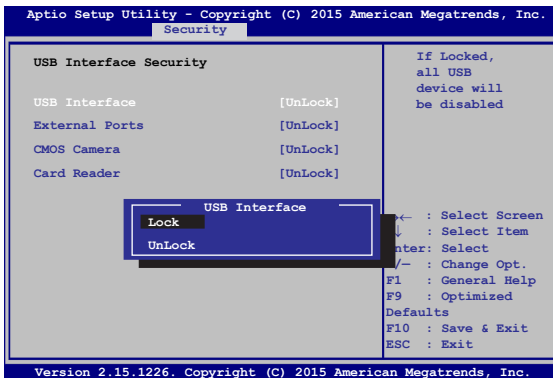 Aptio Setup Utility - Copyright (C) 2015 American Megatrends, Inc.
Security
USB Interface Security
USB Interface [UnLock]
External Ports [UnLock]
CMOS Camera [UnLock]
Card Reader [UnLock]
If Locked,
all USB
device will
be disabled
USB Interface
Lock
UnLock
→← : Select Screen
↓ : Select Item
nter: Select
/— : Change Opt.
F1 : General Help
F9 : Optimized
Defaults
F10 : Save & Exit
ESC : Exit
Version 2.15.1226. Copyright (C) 2015 American Megatrends, Inc.